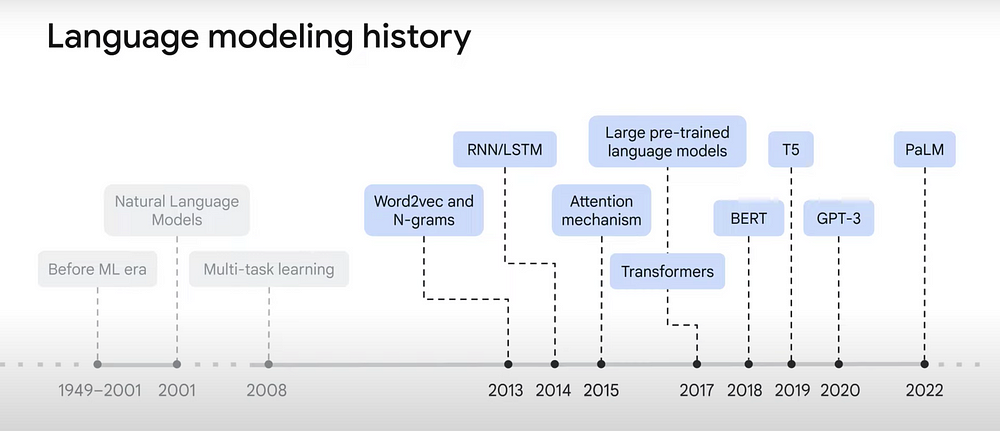 Language modeling history
Large pre-trained
language models
RNN/LSTM
T5
PaLM
Natural Language
Models
Word2vec and
N-grams
Attention
mechanism
BERT
GPT-3
Before ML era
Multi-task learning
Transformers
1949–2001
2001
2008
2013
2014
2015
2017
2018
2019
2020
2022